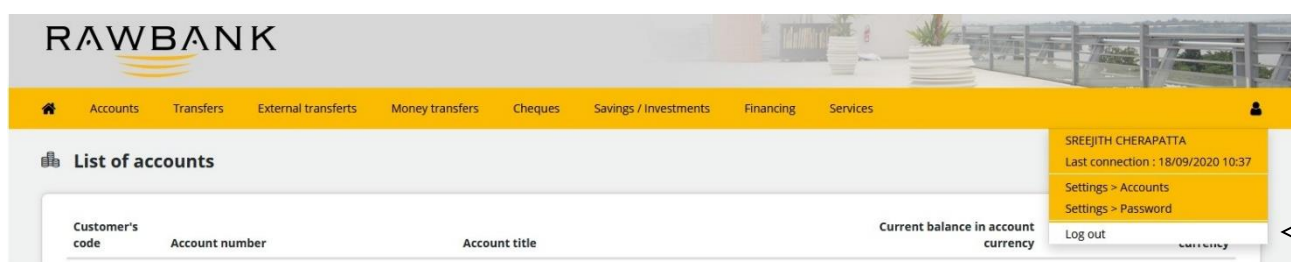 RAWBANK
Accounts Transfers External transferts Money transfers Cheques Savings / Investments Financing Services
SREEJITH CHERAPATTA
Last connection : 18/09/2020 10:37
List of accounts
Settings > Accounts
Settings > Password
Log out
Customer's code Account number Account title Current balance in account currency
currency